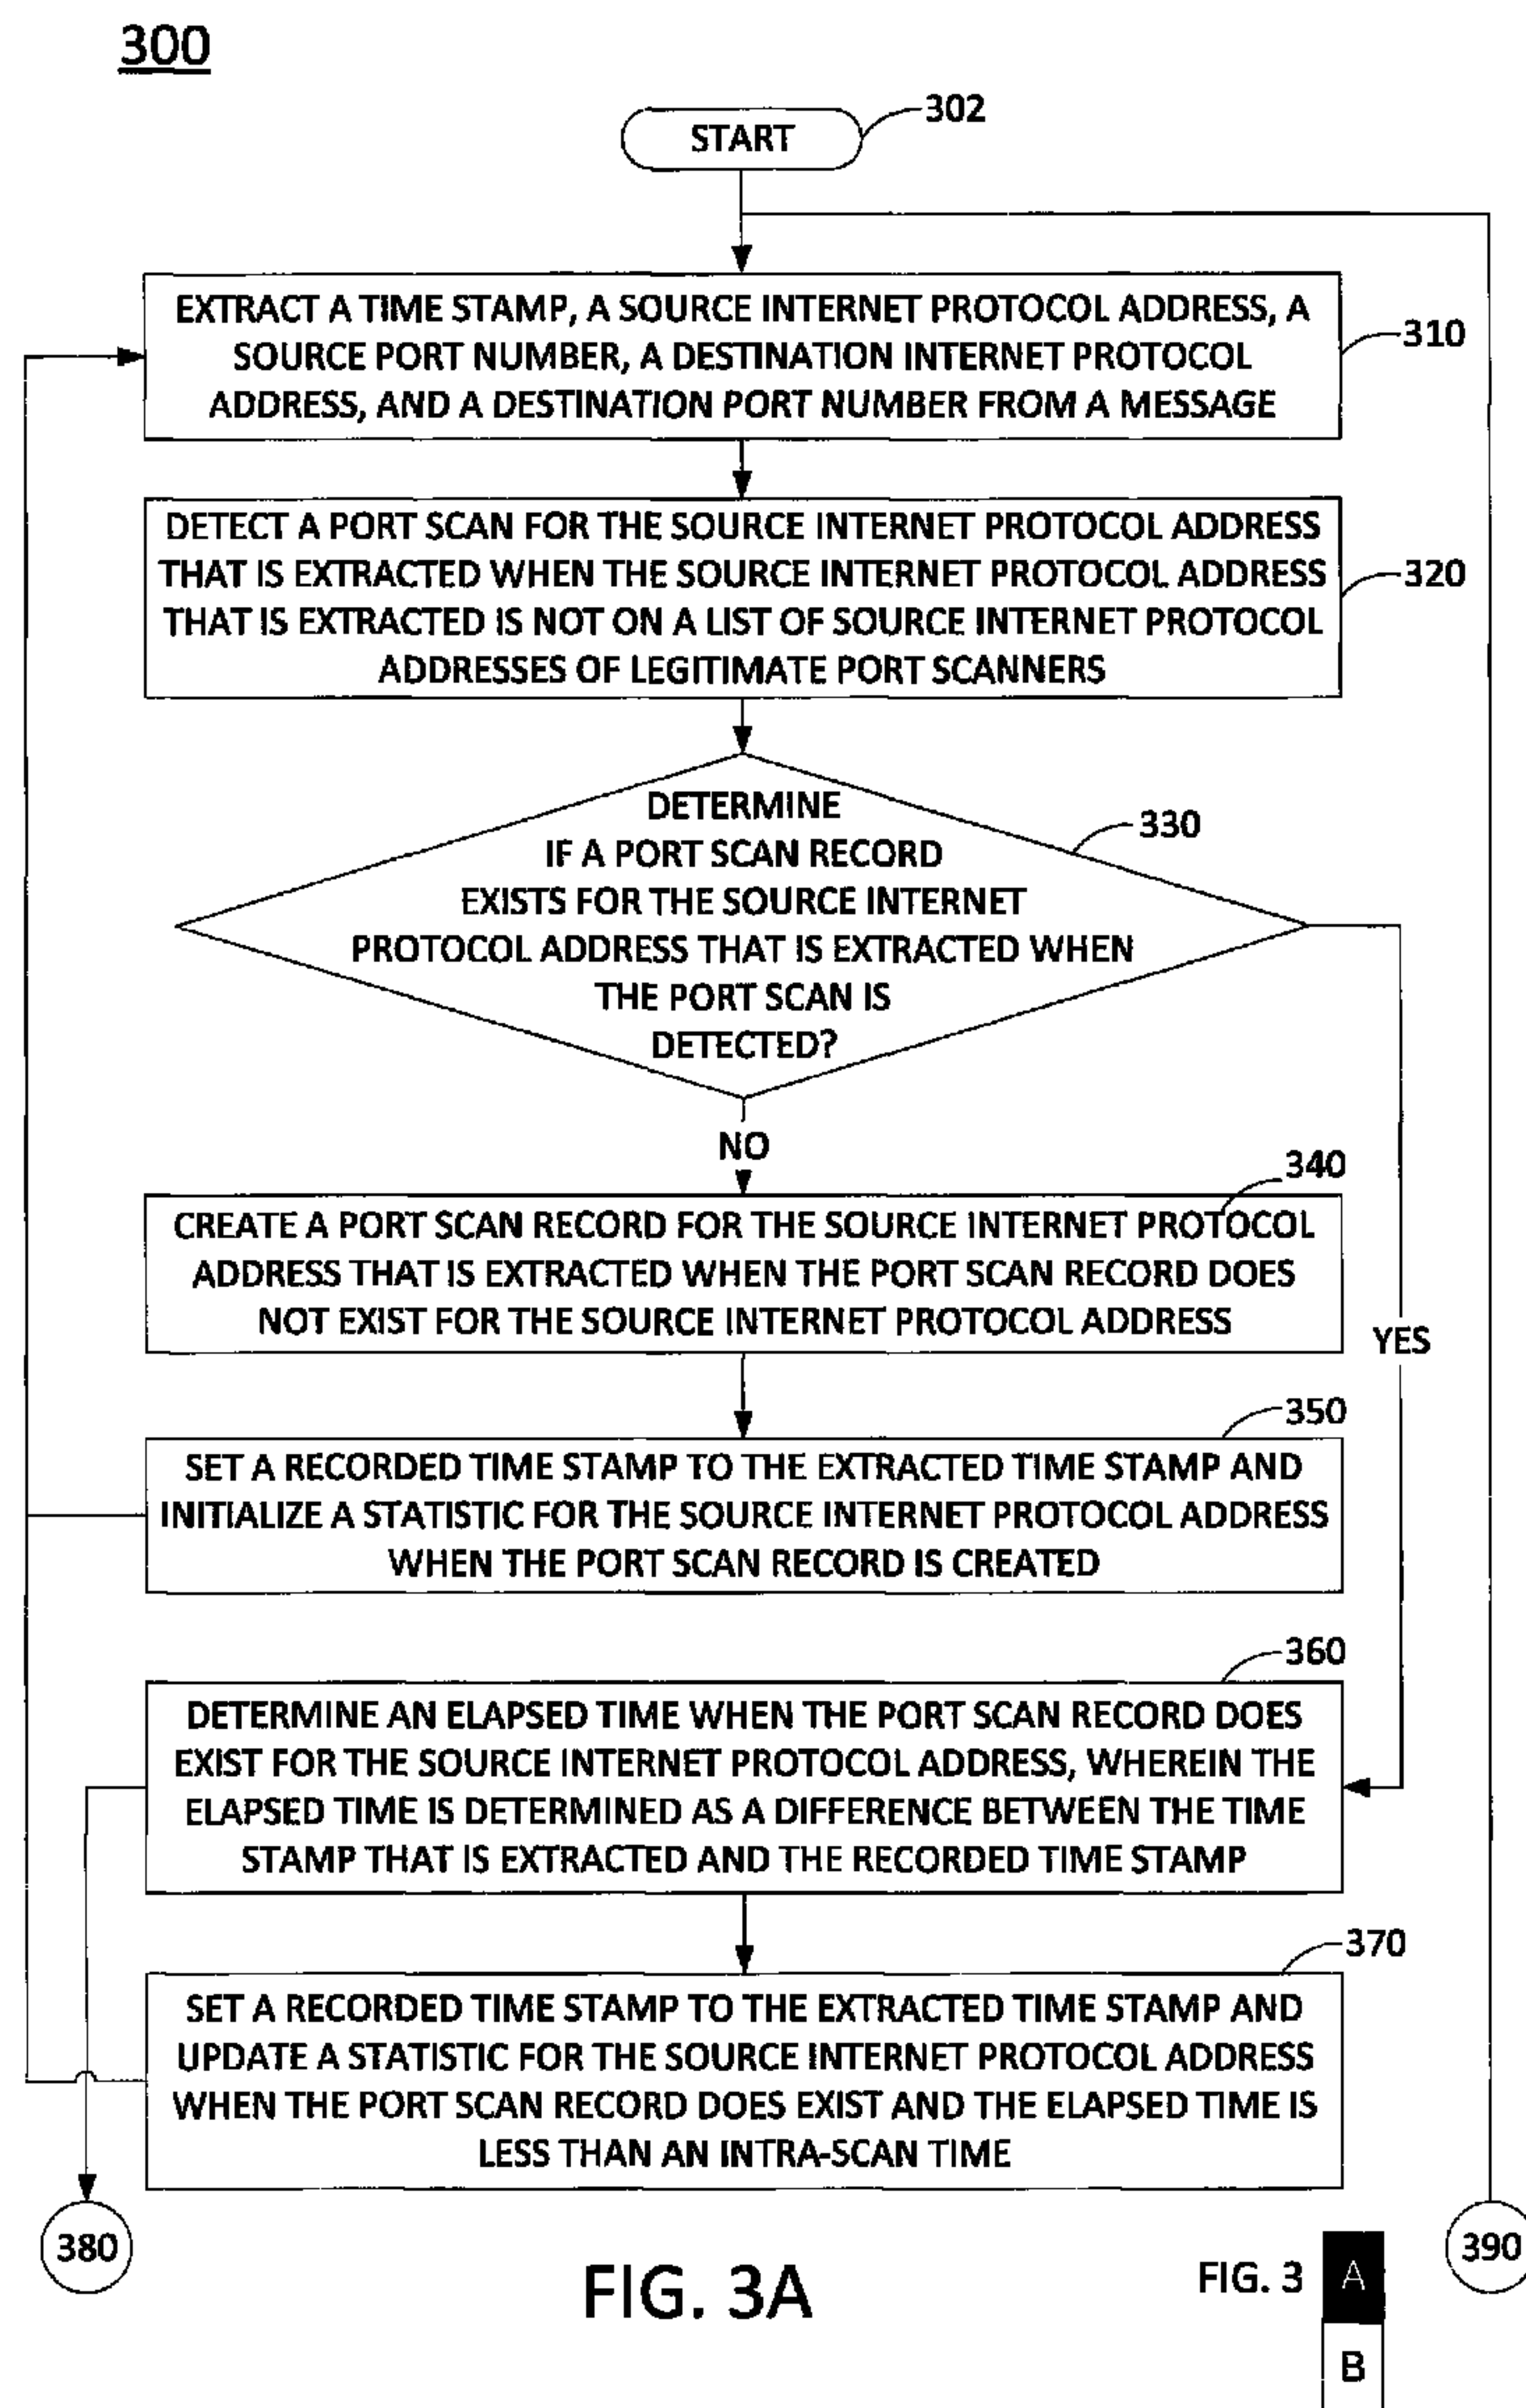 300
START
302
EXTRACT A TIME STAMP, A SOURCE INTERNET PROTOCOL ADDRESS, A
SOURCE PORT NUMBER, A DESTINATION INTERNET PROTOCOL
ADDRESS, AND A DESTINATION PORT NUMBER FROM A MESSAGE
310
DETECT A PORT SCAN FOR THE SOURCE INTERNET PROTOCOL ADDRESS
THAT IS EXTRACTED WHEN THE SOURCE INTERNET PROTOCOL ADDRESS
THAT IS EXTRACTED IS NOT ON A LIST OF SOURCE INTERNET PROTOCOL
ADDRESSES OF LEGITIMATE PORT SCANNERS
320
DETERMINE
IF A PORT SCAN RECORD
EXISTS FOR THE SOURCE INTERNET
PROTOCOL ADDRESS THAT IS EXTRACTED WHEN
THE PORT SCAN IS
DETECTED?
330
NO
340
CREATE A PORT SCAN RECORD FOR THE SOURCE INTERNET PROTOCOL
ADDRESS THAT IS EXTRACTED WHEN THE PORT SCAN RECORD DOES
NOT EXIST FOR THE SOURCE INTERNET PROTOCOL ADDRESS
YES
350
SET A RECORDED TIME STAMP TO THE EXTRACTED TIME STAMP AND
INITIALIZE A STATISTIC FOR THE SOURCE INTERNET PROTOCOL ADDRESS
WHEN THE PORT SCAN RECORD IS CREATED
360
DETERMINE AN ELAPSED TIME WHEN THE PORT SCAN RECORD DOES
EXIST FOR THE SOURCE INTERNET PROTOCOL ADDRESS, WHEREIN THE
ELAPSED TIME IS DETERMINED AS A DIFFERENCE BETWEEN THE TIME
STAMP THAT IS EXTRACTED AND THE RECORDED TIME STAMP
370
SET A RECORDED TIME STAMP TO THE EXTRACTED TIME STAMP AND
UPDATE A STATISTIC FOR THE SOURCE INTERNET PROTOCOL ADDRESS
WHEN THE PORT SCAN RECORD DOES EXIST AND THE ELAPSED TIME IS
LESS THAN AN INTRA-SCAN TIME
380
390
FIG. 3A
FIG. 3
A
B